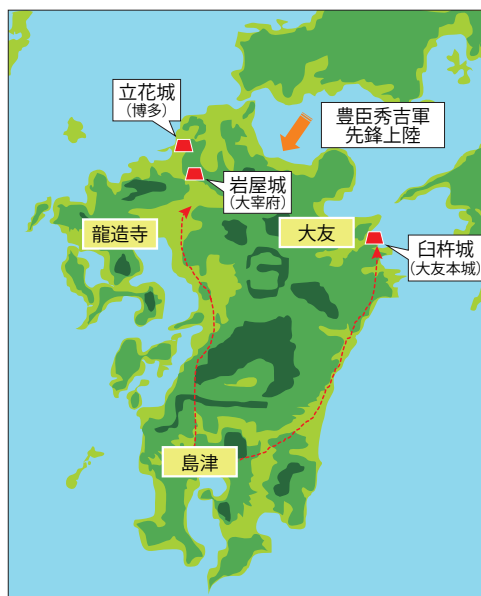 立花城
（博多）
豊臣秀吉軍
先鋒上陸
岩屋城
（大宰府）
龍造寺
大友
臼杵城
（大友本城）
島津